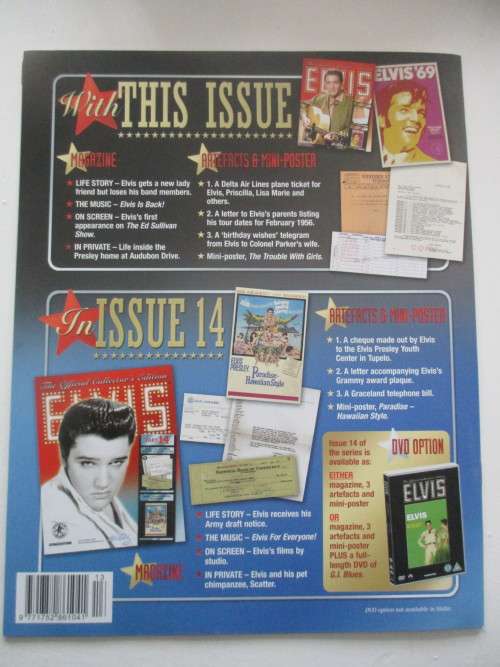 With THIS ISSUE
ELVIS
ELVIS '69
MAGAZINE
LIFE STORY – Elvis gets a new lady
friend but loses his band members.
THE MUSIC – Elvis Is Back!
ON SCREEN – Elvis's first
appearance on The Ed Sullivan
Show.
IN PRIVATE – Life inside the
Presley home at Audubon Drive.
ARTEFACTS & MINI-POSTER
1. A Delta Air Lines plane ticket for
Elvis, Priscilla, Lisa Marie and
others.
2. A letter to Elvis's parents listing
his tour dates for February 1956.
3. A 'birthday wishes' telegram
from Elvis to Colonel Parker's wife.
Mini-poster, The Trouble With Girls.
In ISSUE 14
ELVIS
PRESLEY
Paradise –
Hawaiian Style
ARTEFACTS & MINI-POSTER
1. A cheque made out by Elvis
to the Elvis Presley Youth
Center in Tupelo.
2. A letter accompanying Elvis's
Grammy award plaque.
3. A Graceland telephone bill.
Mini-poster, Paradise –
Hawaiian Style.
The Official Collector's Edition
ELVIS
14
NATIONAL BANK OF COMMERCE
LIFE STORY – Elvis receives his
Army draft notice.
THE MUSIC – Elvis For Everyone!
ON SCREEN – Elvis's films by
studio.
IN PRIVATE – Elvis and his pet
chimpanzee, Scatter.
MAGAZINE
Issue 14 of
the series is
available as:
EITHER
magazine, 3
artefacts and
mini-poster
OR
magazine, 3
artefacts and
mini-poster
PLUS a full-
length DVD of
G.I. Blues.
DVD OPTION
ELVIS
DVD option not available in Malta.
13
9 771752 861041